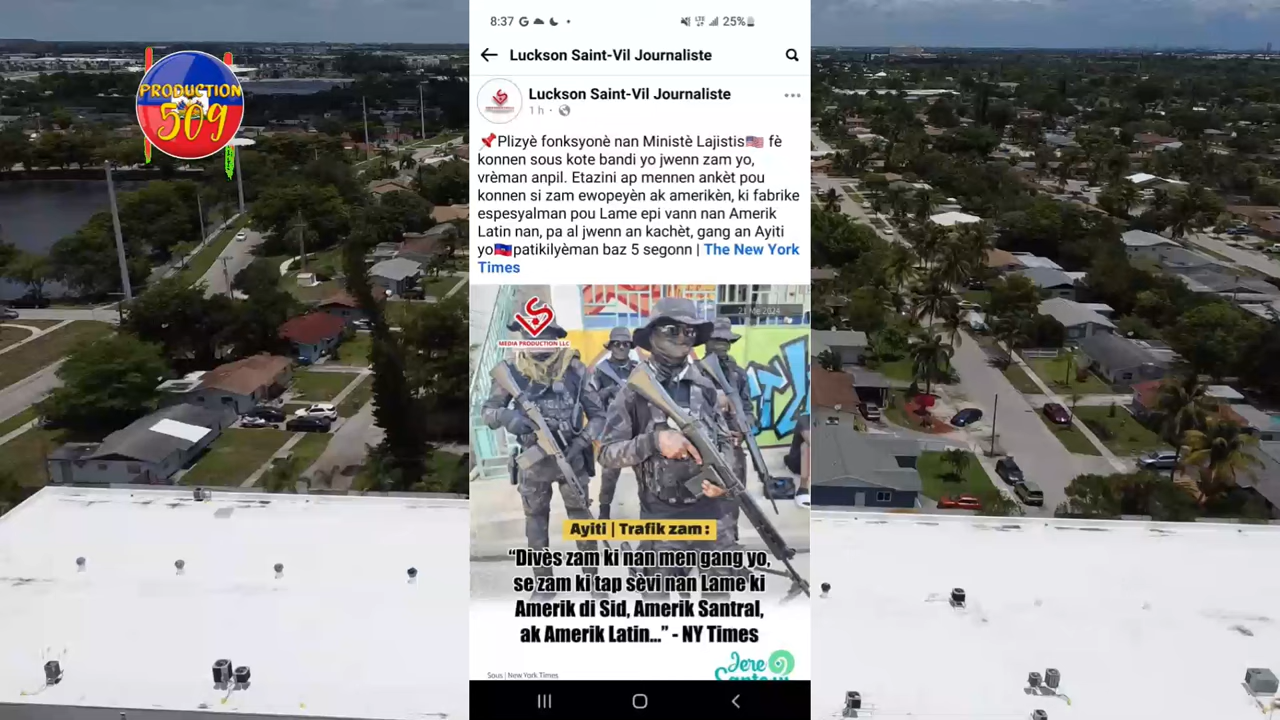 PRODUCTION
509
8:37
25%
Luckson Saint-Vil Journaliste
Luckson Saint-Vil Journaliste
1 h
Plizyè fonksyonè nan Ministè Lajistis fè
konnen sous kote bandi yo jwenn zam yo,
vrèman anpil. Etazini ap mennen ankèt pou
konnen si zam ewopeyèn ak amerikèn, ki fabrike
espesyalman pou Lame epi vann nan Amerik
Latin nan, pa al jwenn an kachèt, gang an Ayiti
yo patikilyèman baz 5 segonn | The New York
Times
21 Me 2024
LS
MEDIA PRODUCTION LLC
Ayiti | Trafik zam :
“Divès zam ki nan men gang yo,
se zam ki tap sèvi nan Lame ki
Amerik di Sid, Amerik Santral,
ak Amerik Latin...” - NY Times
Jere
Sous | New York Times